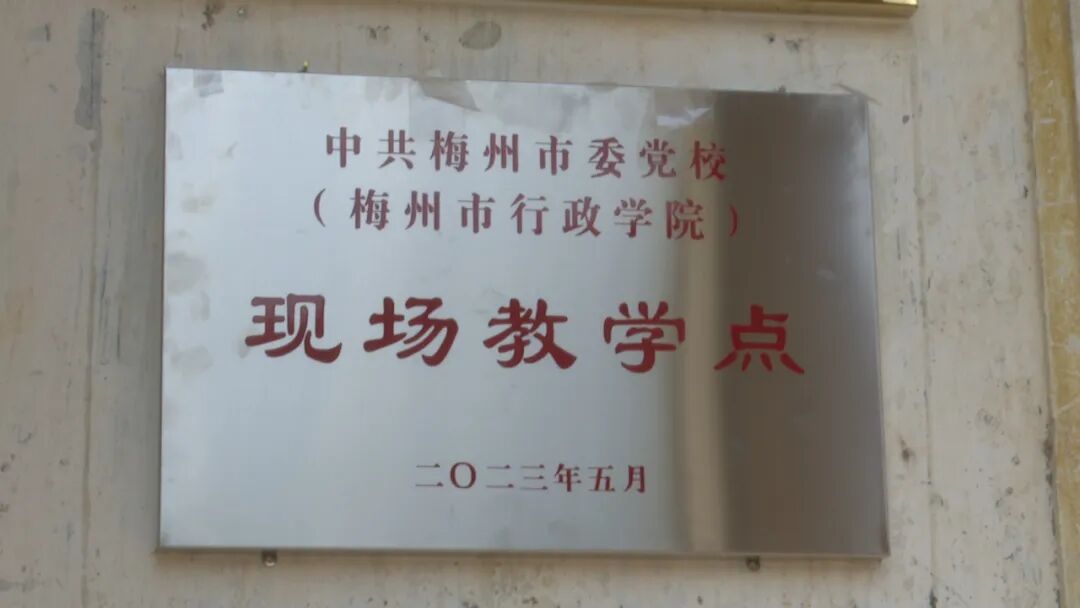 中共梅州市委党校
（梅州市行政学院）
现场教学点
二〇二三年五月